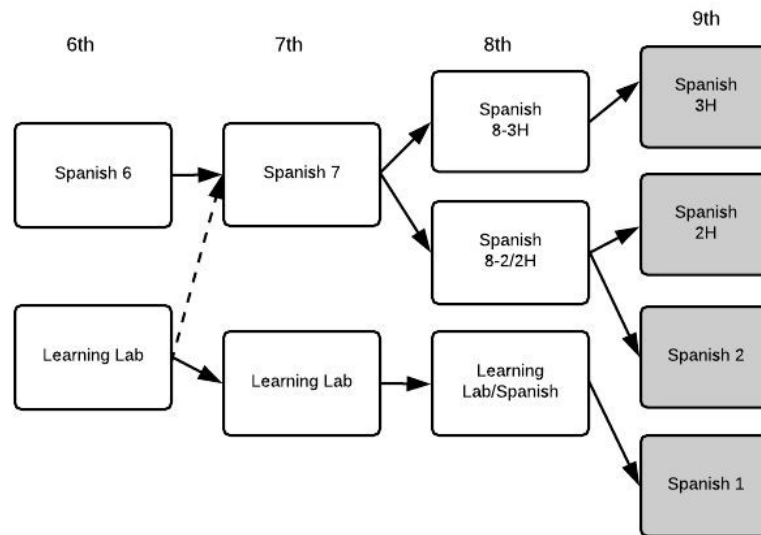 6th
7th
8th
9th
Spanish 6
Spanish 7
Spanish
8-3H
Spanish
3H
Spanish
8-2/2H
Spanish
2H
Learning Lab
Learning Lab
Learning
Lab/Spanish
Spanish 2
Spanish 1